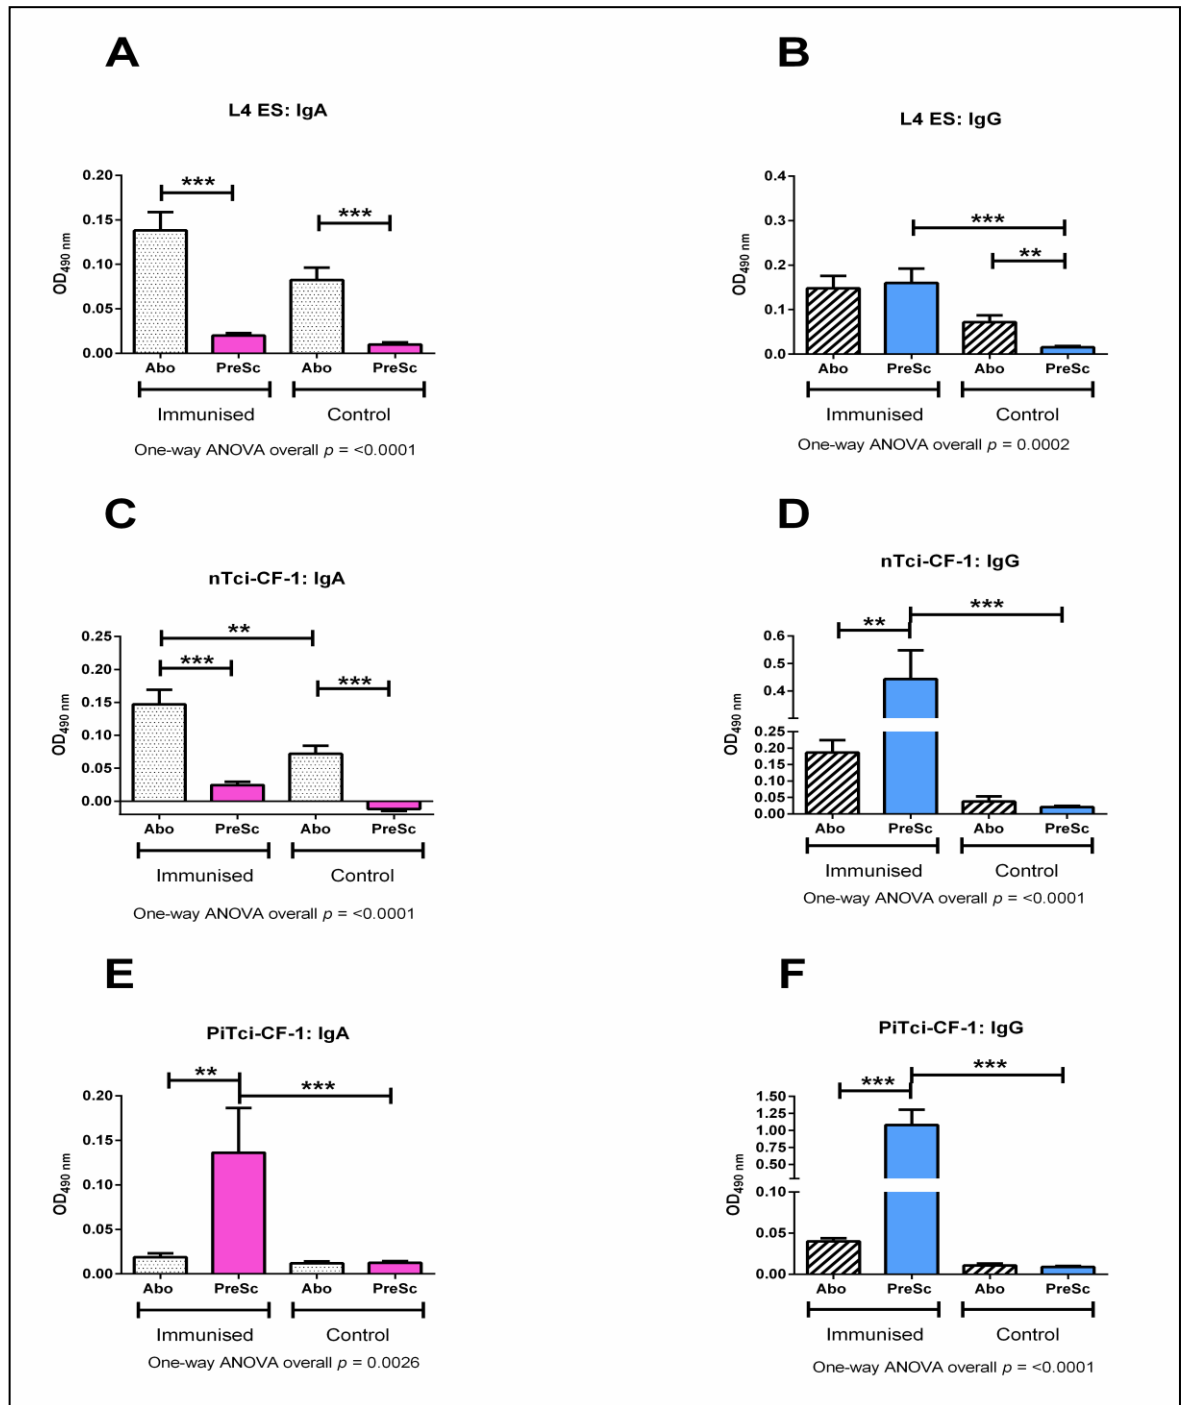 A
L4 ES: IgA
OD490 nm
0.20
0.15
0.10
0.05
0.00
***
***
Abo PreSc Abo PreSc
Immunised Control
One-way ANOVA overall p = <0.0001
B
L4 ES: IgG
OD490 nm
0.4
0.3
0.2
0.1
0.0
***
**
Abo PreSc Abo PreSc
Immunised Control
One-way ANOVA overall p = 0.0002
C
nTci-CF-1: IgA
OD490 nm
0.25
0.20
0.15
0.10
0.05
0.00
**
***
***
Abo PreSc Abo PreSc
Immunised Control
One-way ANOVA overall p = <0.0001
D
nTci-CF-1: IgG
OD490 nm
0.6
0.5
0.4
0.25
0.20
0.15
0.10
0.05
0.00
**
***
Abo PreSc Abo PreSc
Immunised Control
One-way ANOVA overall p = <0.0001
E
PiTci-CF-1: IgA
OD490 nm
0.20
0.15
0.10
0.05
0.00
**
***
Abo PreSc Abo PreSc
Immunised Control
One-way ANOVA overall p = 0.0026
F
PiTci-CF-1: IgG
OD490 nm
1.50
1.25
1.00
0.75
0.50
0.10
0.05
0.00
***
***
Abo PreSc Abo PreSc
Immunised Control
One-way ANOVA overall p = <0.0001